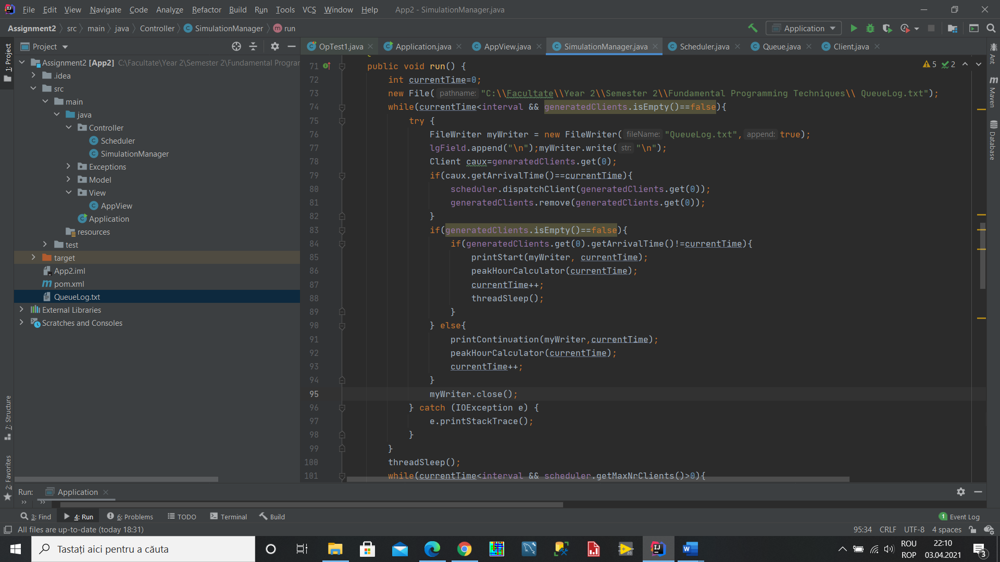 File Edit View Navigate Code Analyze Refactor Build Run Tools VCS Window Help App2 - SimulationManager.java
Assignment2 src main java Controller SimulationManager run
Application
Project
OpTest1.java Application.java AppView.java SimulationManager.java Scheduler.java Queue.java Client.java
1: Project
Assignment2 [App2] C:\Facultate\Year 2\Semester 2\Fundamental Progran
.idea
src
main
java
Controller
Scheduler
SimulationManager
Exceptions
Model
View
AppView
Application
resources
test
target
App2.iml
pom.xml
QueueLog.txt
External Libraries
Scratches and Consoles
7: Structure
2: Favorites
5 2
71 public void run() {
72 int currentTime=0;
73 new File( pathname: "C:\\Facultate\\Year 2\\Semester 2\\Fundamental Programming Techniques\\ QueueLog.txt");
74 while(currentTime<interval && generatedClients.isEmpty()==false){
75 try {
76 FileWriter myWriter = new FileWriter( fileName: "QueueLog.txt", append: true);
77 lgField.append("\n");myWriter.write( str: "\n");
78 Client caux=generatedClients.get(0);
79 if(caux.getArrivalTime()==currentTime){
80 scheduler.dispatchClient(generatedClients.get(0));
81 generatedClients.remove(generatedClients.get(0));
82 }
83 if(generatedClients.isEmpty()==false){
84 if(generatedClients.get(0).getArrivalTime()!=currentTime){
85 printStart(myWriter, currentTime);
86 peakHourCalculator(currentTime);
87 currentTime++;
88 threadSleep();
89 }
90 } else{
91 printContinuation(myWriter,currentTime);
92 peakHourCalculator(currentTime);
93 currentTime++;
94 }
95 myWriter.close();
96 } catch (IOException e) {
97 e.printStackTrace();
98 }
99 }
100 threadSleep();
101 while(currentTime<interval && scheduler.getMaxNrClients()>0){
Ant
Maven
Database
Run: Application
3: Find 4: Run 6: Problems TODO Terminal Build 1 Event Log
All files are up-to-date (today 18:31) 95:34 CRLF UTF-8 4 spaces
Tastați aici pentru a căuta
ROU
ROP
22:10
03.04.2021
3